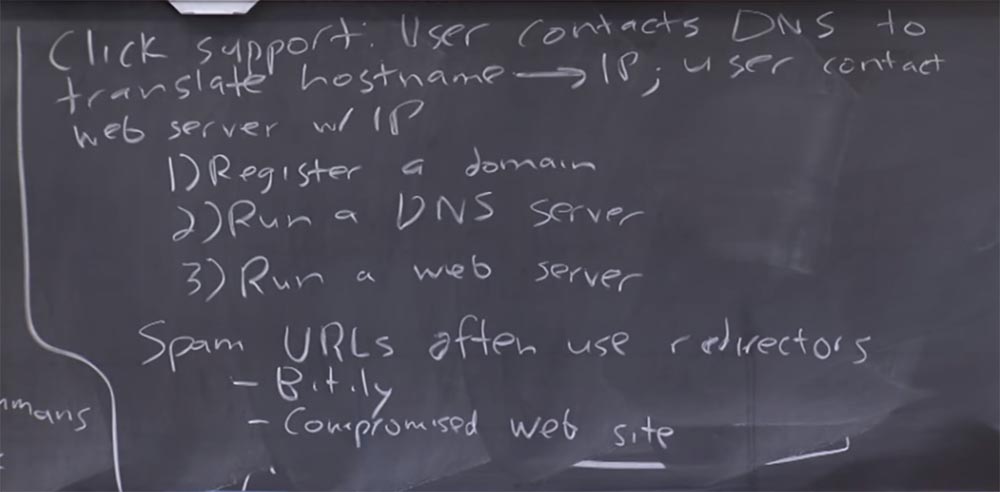 Click support: User contacts DNS to
translate hostname → IP; user contact
web server w/ IP
1) Register a domain
2) Run a DNS server
3) Run a web server
Spam URLs often use redirectors
- Bit.ly
- Compromised web site
mmans